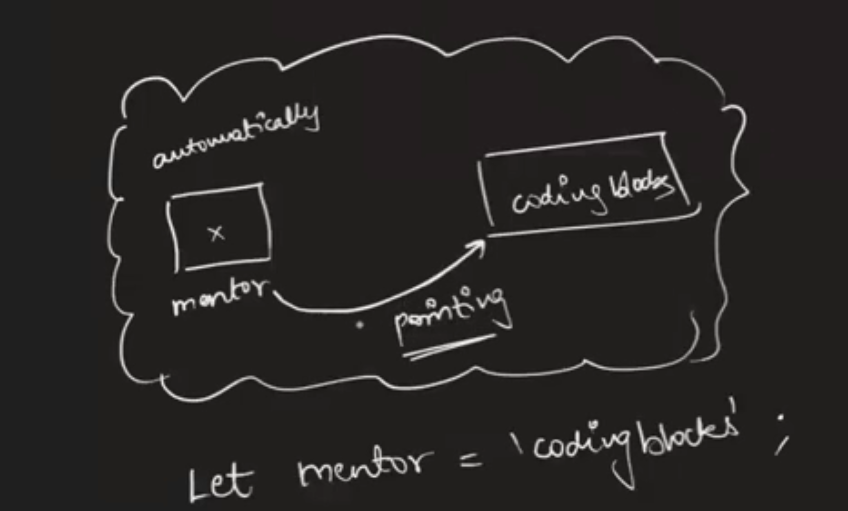 automatically
coding blocks
x
mentor
pointing
Let mentor = 'coding blocks' ;